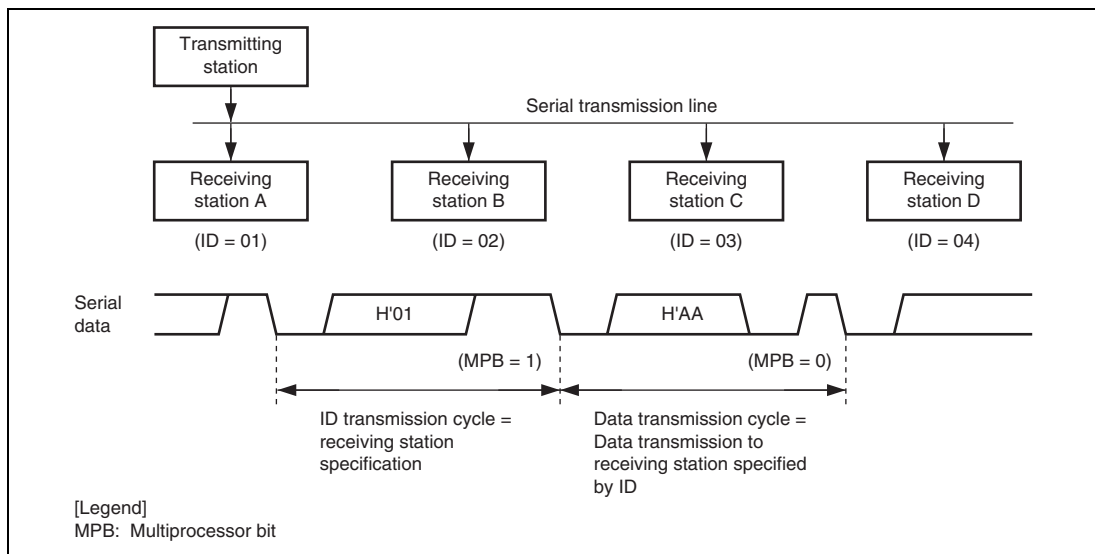 Transmitting
station
Serial transmission line
Receiving
station A
Receiving
station B
Receiving
station C
Receiving
station D
(ID = 01)
(ID = 02)
(ID = 03)
(ID = 04)
Serial
data
H'01
H'AA
(MPB = 1)
(MPB = 0)
ID transmission cycle =
receiving station
specification
Data transmission cycle =
Data transmission to
receiving station specified
by ID
[Legend]
MPB: Multiprocessor bit